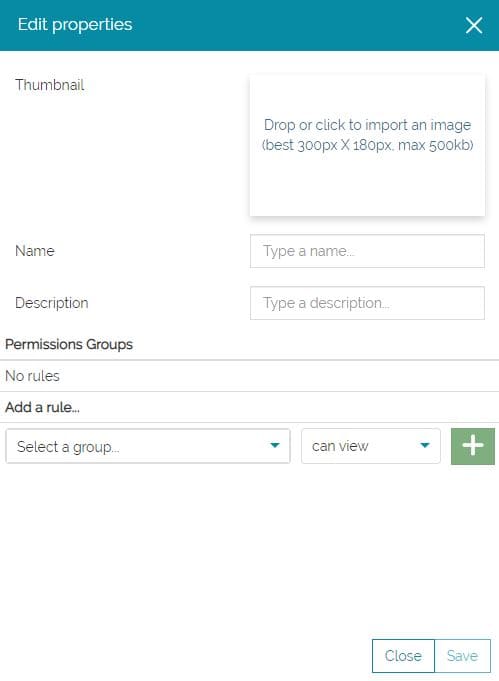 Edit properties
Thumbnail
Drop or click to import an image
(best 300px X 180px, max 500kb)
Name
Type a name...
Description
Type a description...
Permissions Groups
No rules
Add a rule...
Select a group...
can view
Close
Save